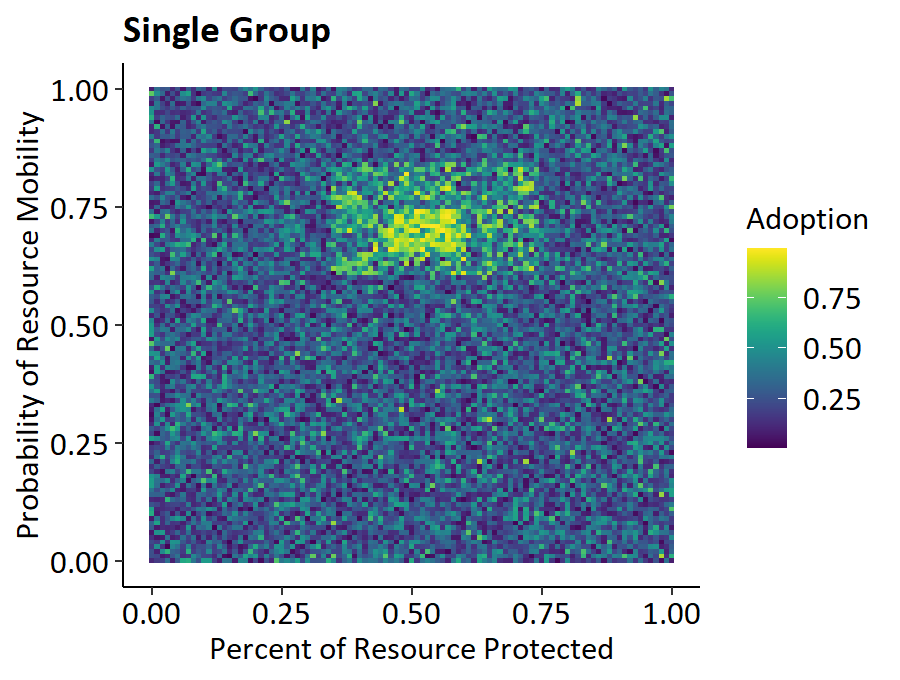 Single Group
1.00
0.75
0.50
0.25
0.00
Probability of Resource Mobility
0.00 0.25 0.50 0.75 1.00
Percent of Resource Protected
Adoption
0.75
0.50
0.25